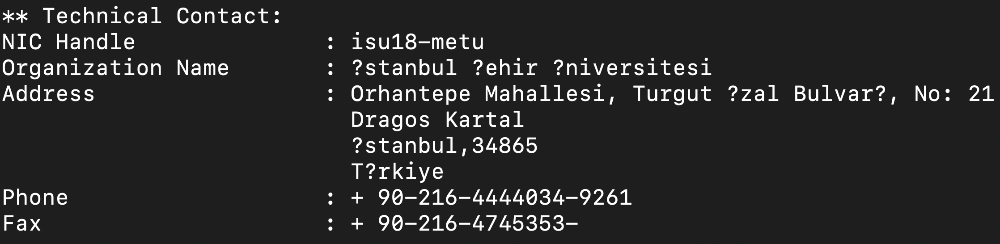 ** Technical Contact:
NIC Handle : isu18-metu
Organization Name : ?stanbul ?ehir ?niversitesi
Address : Orhantepe Mahallesi, Turgut ?zal Bulvar?, No: 21
Dragos Kartal
?stanbul,34865
T?rkiye
Phone : + 90-216-4444034-9261
Fax : + 90-216-4745353-